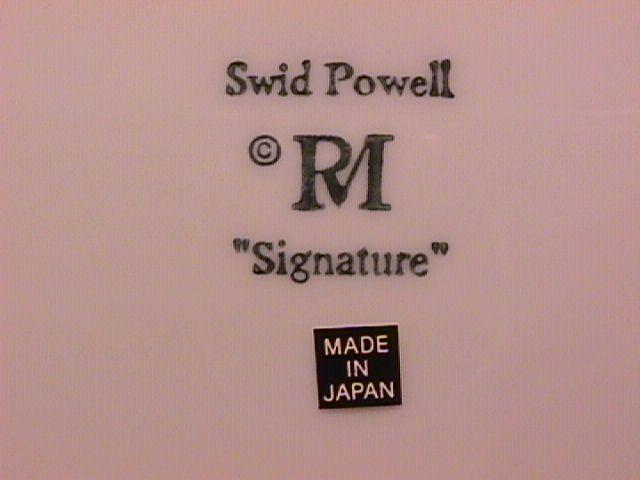 Swid Powell
© RM
"Signature"
MADE
IN
JAPAN